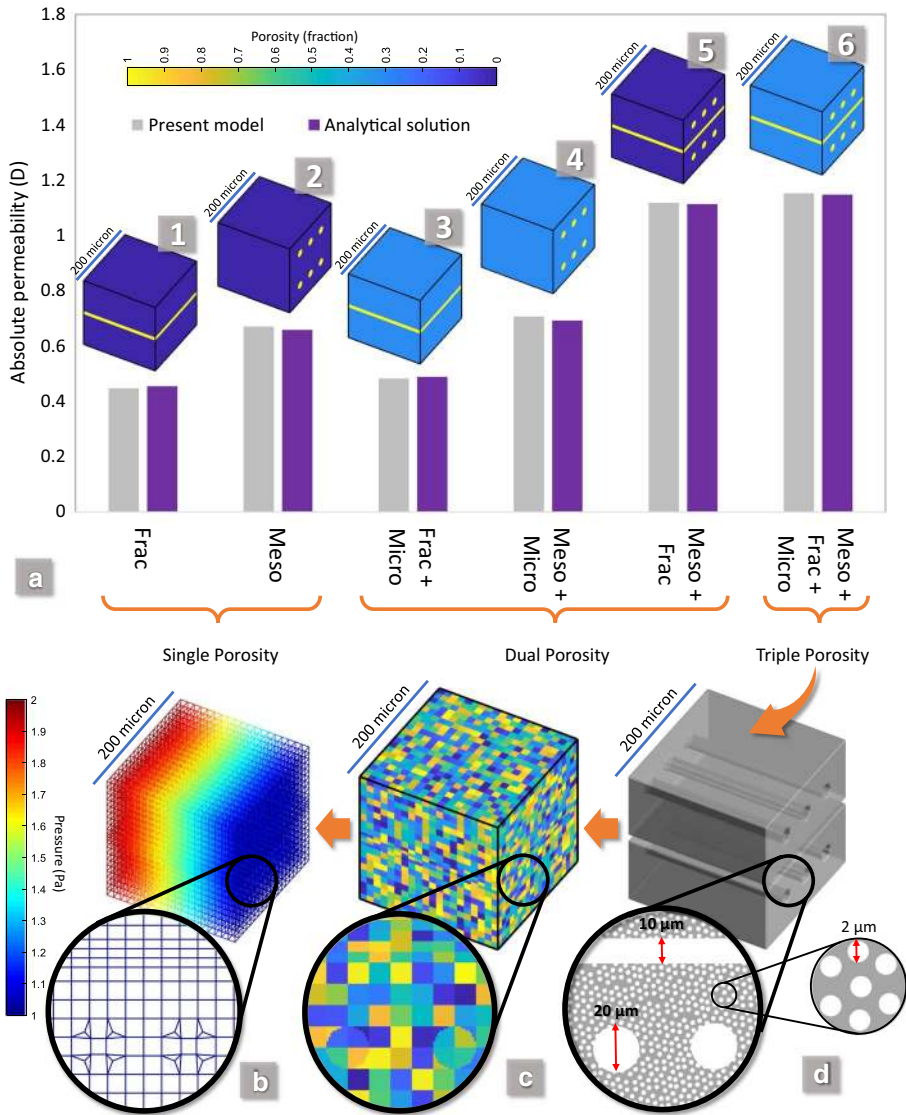 1.8
1.6
1.4
1.2
1
0.8
0.6
0.4
0.2
0
Absolute permeability (D)
Porosity (fraction)
1
0.9
0.8
0.7
0.6
0.5
0.4
0.3
0.2
0.1
0
Present model
Analytical solution
200 micron
1
200 micron
2
200 micron
3
200 micron
4
200 micron
5
200 micron
6
a
Frac
Meso
Frac +
Micro
Meso +
Micro
Meso +
Frac
Meso +
Frac +
Micro
Single Porosity
Dual Porosity
Triple Porosity
2
1.9
1.8
1.7
1.6
1.5
1.4
1.3
1.2
1.1
1
Pressure (Pa)
200 micron
200 micron
200 micron
10 μm
20 μm
2 μm
b
c
d